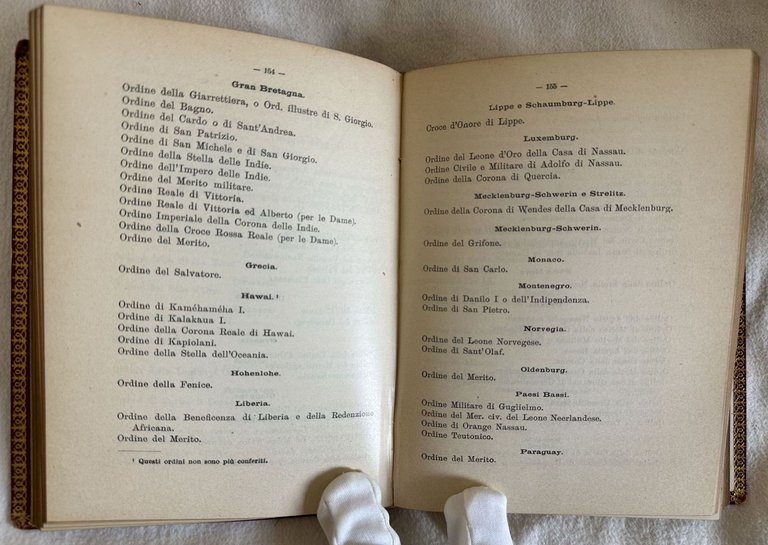 — 154 —
Gran Bretagna.
Ordine della Giarrettiera, o Ord. illustre di S. Giorgio.
Ordine del Bagno.
Ordine del Cardo o di Sant'Andrea.
Ordine di San Patrizio.
Ordine di San Michele e di San Giorgio.
Ordine della Stella delle Indie.
Ordine dell'Impero delle Indie.
Ordine del Merito militare.
Ordine Reale di Vittoria.
Ordine Reale di Vittoria ed Alberto (per le Dame).
Ordine Imperiale della Corona delle Indie.
Ordine della Croce Rossa Reale (per le Dame).
Ordine del Merito.
Grecia.
Ordine del Salvatore.
Hawai.¹
Ordine di Kaméhaméha I.
Ordine di Kalakaua I.
Ordine della Corona Reale di Hawai.
Ordine di Kapiolani.
Ordine della Stella dell'Oceania.
Hohenlohe.
Ordine della Fenice.
Liberia.
Ordine della Beneficenza di Liberia e della Redenzione
Africana.
Ordine del Merito.
¹ Questi ordini non sono più conferiti.
— 155 —
Lippe e Schaumburg-Lippe.
Croce d'Onore di Lippe.
Luxemburg.
Ordine del Leone d'Oro della Casa di Nassau.
Ordine Civile e Militare di Adolfo di Nassau.
Ordine della Corona di Quercia.
Mecklenburg-Schwerin e Strelitz.
Ordine della Corona di Wendes della Casa di Mecklenburg.
Mecklenburg-Schwerin.
Ordine del Grifone.
Monaco.
Ordine di San Carlo.
Montenegro.
Ordine di Danilo I o dell'Indipendenza.
Ordine di San Pietro.
Norvegia.
Ordine del Leone Norvegese.
Ordine di Sant'Olaf.
Oldenburg.
Ordine del Merito.
Paesi Bassi.
Ordine Militare di Guglielmo.
Ordine del Mer. civ. del Leone Neerlandese.
Ordine di Orange Nassau.
Ordine Teutonico.
Paraguay.
Ordine del Merito.